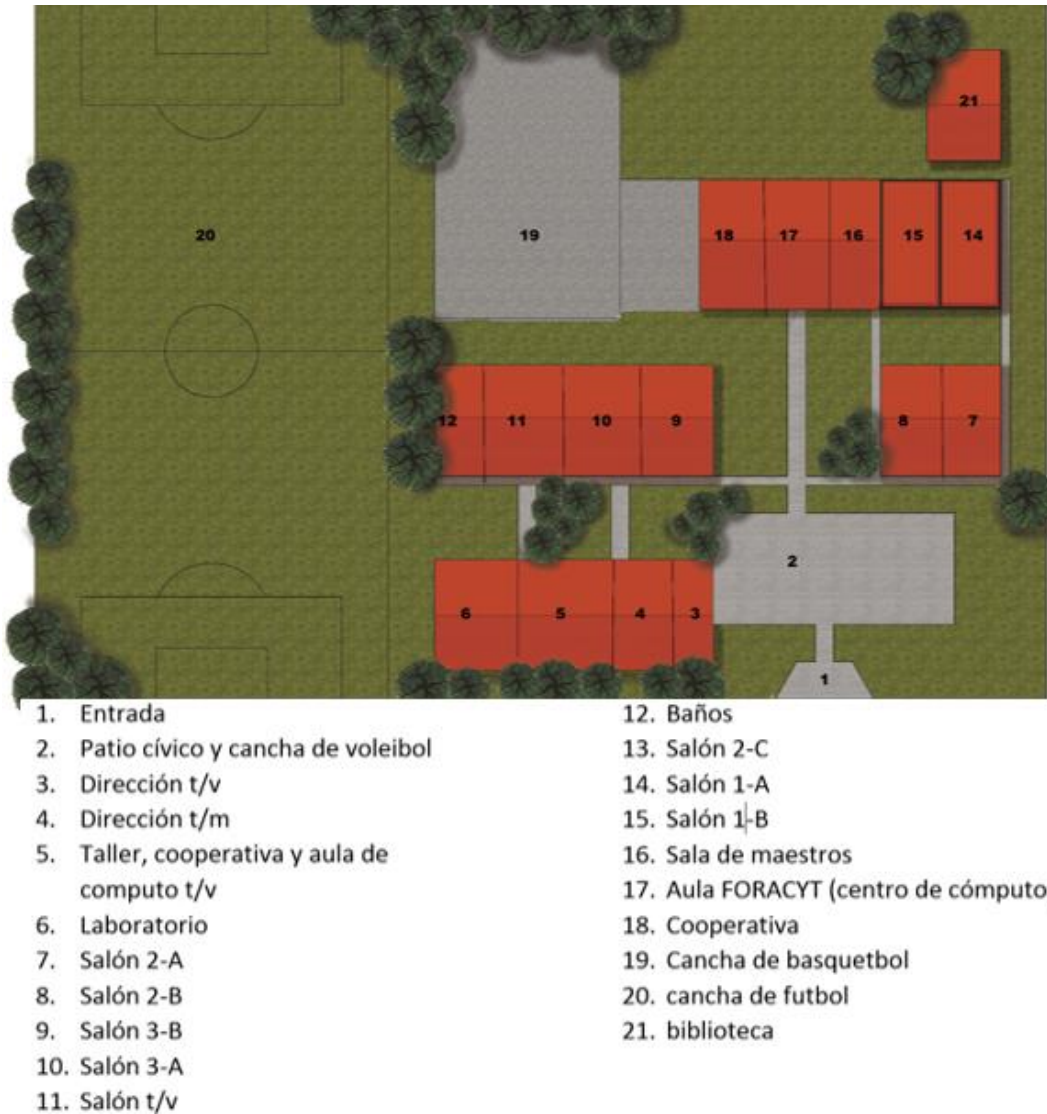 21
20
19
18
17
16
15
14
12
11
10
9
8
7
2
6
5
4
3
1
1. Entrada
2. Patio cívico y cancha de voleibol
3. Dirección t/v
4. Dirección t/m
5. Taller, cooperativa y aula de
computo t/v
6. Laboratorio
7. Salón 2-A
8. Salón 2-B
9. Salón 3-B
10. Salón 3-A
11. Salón t/v
12. Baños
13. Salón 2-C
14. Salón 1-A
15. Salón 1-B
16. Sala de maestros
17. Aula FORACYT (centro de cómputo
18. Cooperativa
19. Cancha de basquetbol
20. cancha de futbol
21. biblioteca